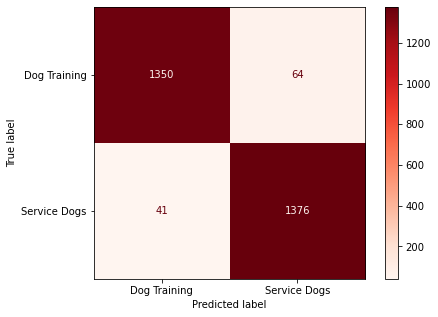 Dog Training
1350
64
Service Dogs
41
1376
Dog Training
Service Dogs
Predicted label
True label
1200
1000
800
600
400
200